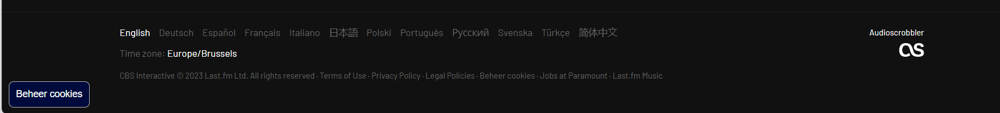 English Deutsch Español Français Italiano 日本語 Polski Português Русский Svenska Türkçe 简体中文
Audioscrobbler
Time zone: Europe/Brussels
as
CBS Interactive © 2023 Last.fm Ltd. All rights reserved · Terms of Use · Privacy Policy · Legal Policies · Beheer cookies · Jobs at Paramount · Last.fm Music
Beheer cookies